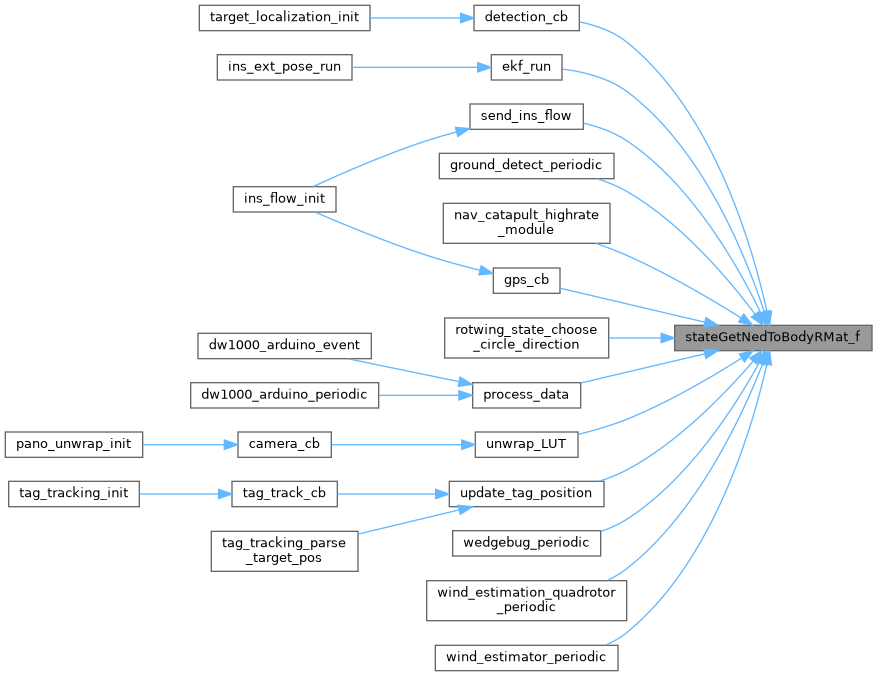 target_localization_init
detection_cb
ins_ext_pose_run
ekf_run
send_ins_flow
ground_detect_periodic
ins_flow_init
nav_catapult_highrate
_module
gps_cb
rotwing_state_choose
_circle_direction
stateGetNedToBodyRMat_f
dw1000_arduino_event
dw1000_arduino_periodic
process_data
pano_unwrap_init
camera_cb
unwrap_LUT
tag_tracking_init
tag_track_cb
update_tag_position
tag_tracking_parse
_target_pos
wedgebug_periodic
wind_estimation_quadrotor
_periodic
wind_estimator_periodic